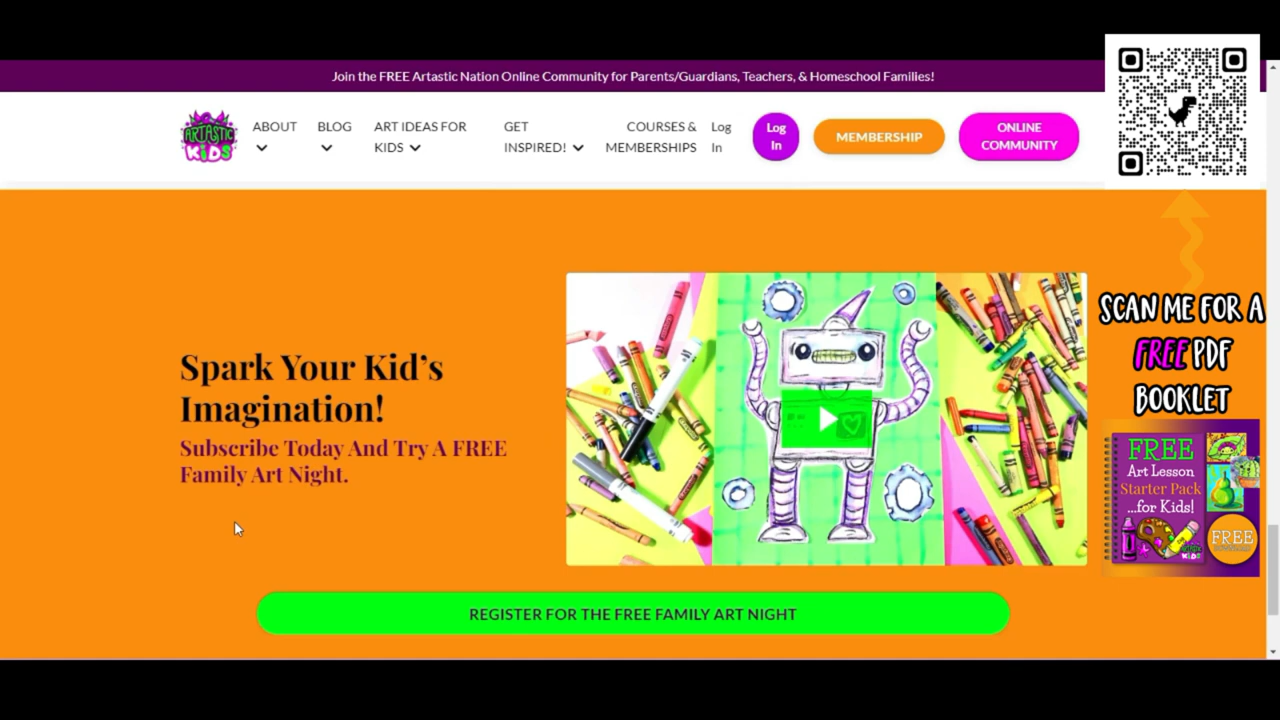 Join the FREE Artastic Nation Online Community for Parents/Guardians, Teachers, & Homeschool Families!
ARTASTIC
KIDS
ABOUT
BLOG
ART IDEAS FOR
KIDS
GET
INSPIRED!
COURSES &
MEMBERSHIPS
Log
In
Log
In
MEMBERSHIP
ONLINE
COMMUNITY
Spark Your Kid's
Imagination!
Subscribe Today And Try A FREE
Family Art Night.
REGISTER FOR THE FREE FAMILY ART NIGHT
SCAN ME FOR A
FREE PDF
BOOKLET
FREE
Art Lesson
Starter Pack
...for Kids!
FREE